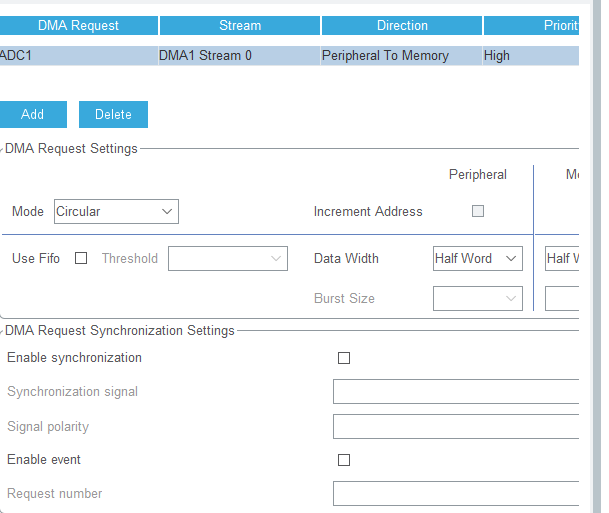 DMA Request Stream Direction Priorit
ADC1 DMA1 Stream 0 Peripheral To Memory High
Add Delete
DMA Request Settings
Peripheral Me
Mode Circular Increment Address
Use Fifo Threshold Data Width Half Word Half W
Burst Size
DMA Request Synchronization Settings
Enable synchronization
Synchronization signal
Signal polarity
Enable event
Request number